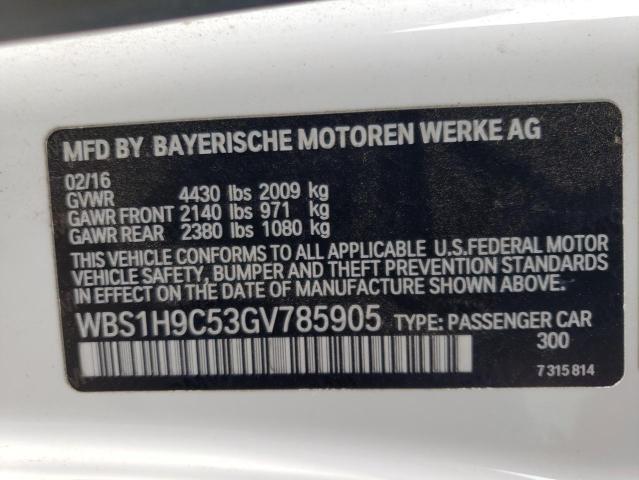 MFD BY BAYERISCHE MOTOREN WERKE AG
02/16
GVWR 4430 lbs 2009 kg
GAWR FRONT 2140 lbs 971 kg
GAWR REAR 2380 lbs 1080 kg
THIS VEHICLE CONFORMS TO ALL APPLICABLE U.S.FEDERAL MOTOR
VEHICLE SAFETY, BUMPER AND THEFT PREVENTION STANDARDS
IN EFFECT ON THE DATE OF MANUFACTURE SHOWN ABOVE.
WBS1H9C53GV785905 TYPE: PASSENGER CAR
300
7 315 814